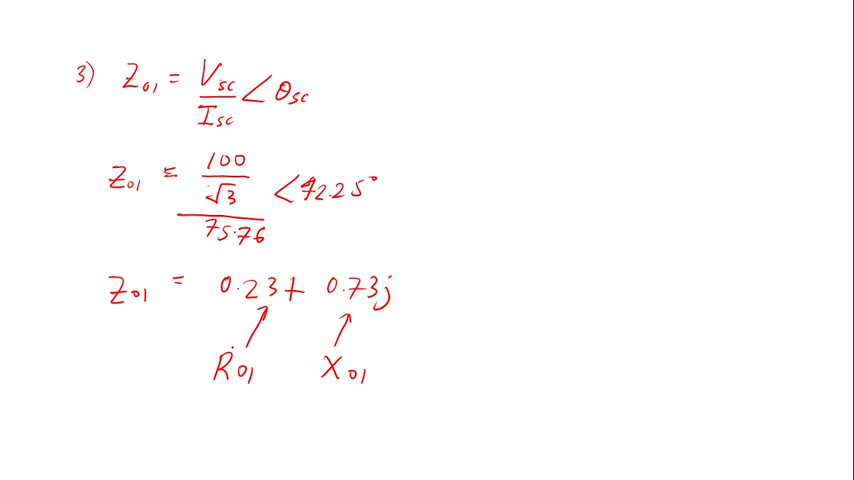 3) Z01 = Vsc/Isc ∠ θsc
Z01 = (100/√3)/75.76 ∠72.25°
Z01 = 0.23 + 0.73j
R01 X01